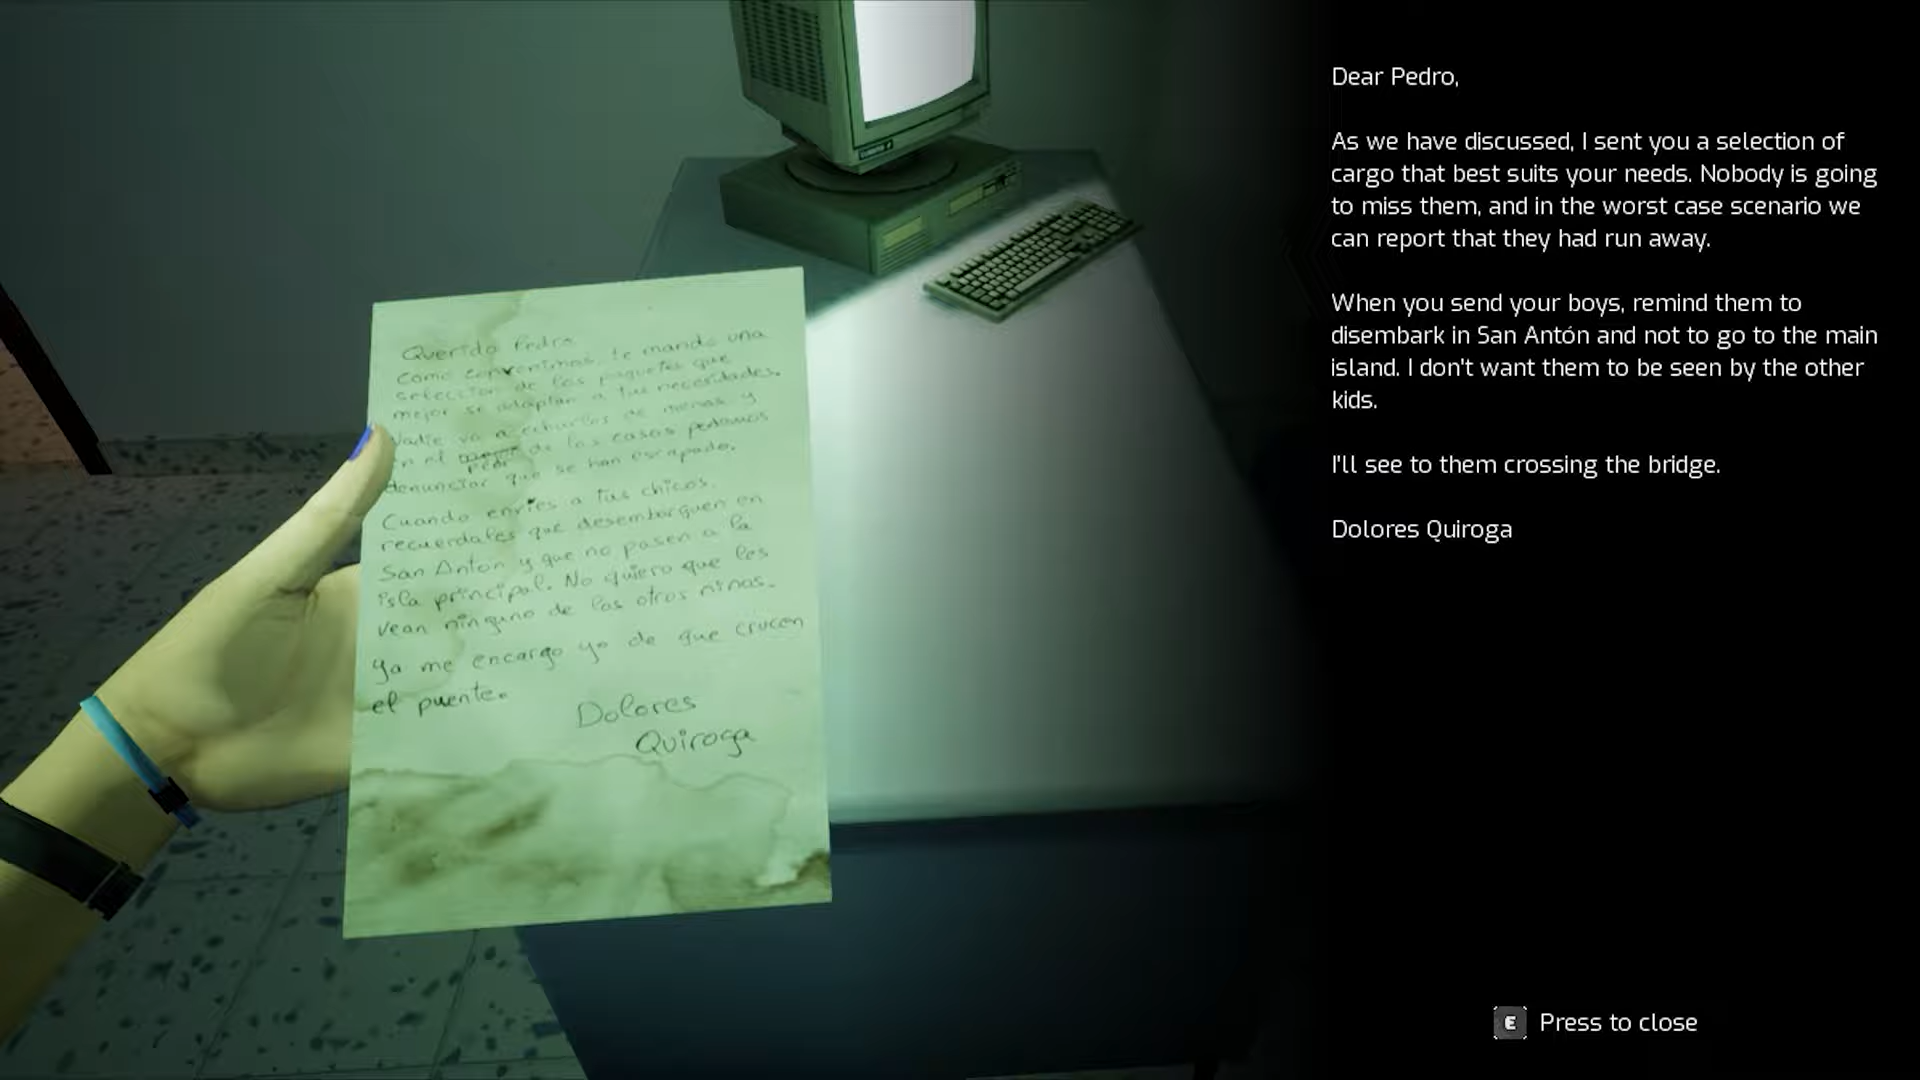 Querido Pedro
Como convenimos, te mando una
selección de los paquetes que
mejor se adaptan a tus necesidades.
Nadie va a echarlos de menos y
en el peor de los casos podemos
denunciar que se han escapado.
Cuando envíes a tus chicos,
recuerdales que desembarquen en
San Anton y que no pasen a la
isla principal. No quiero que les
vean ninguno de los otros niños.
Ya me encargo yo de que crucen
el puente.
Dolores
Quiroga
Dear Pedro,
As we have discussed, I sent you a selection of
cargo that best suits your needs. Nobody is going
to miss them, and in the worst case scenario we
can report that they had run away.
When you send your boys, remind them to
disembark in San Antón and not to go to the main
island. I don't want them to be seen by the other
kids.
I'll see to them crossing the bridge.
Dolores Quiroga
E Press to close